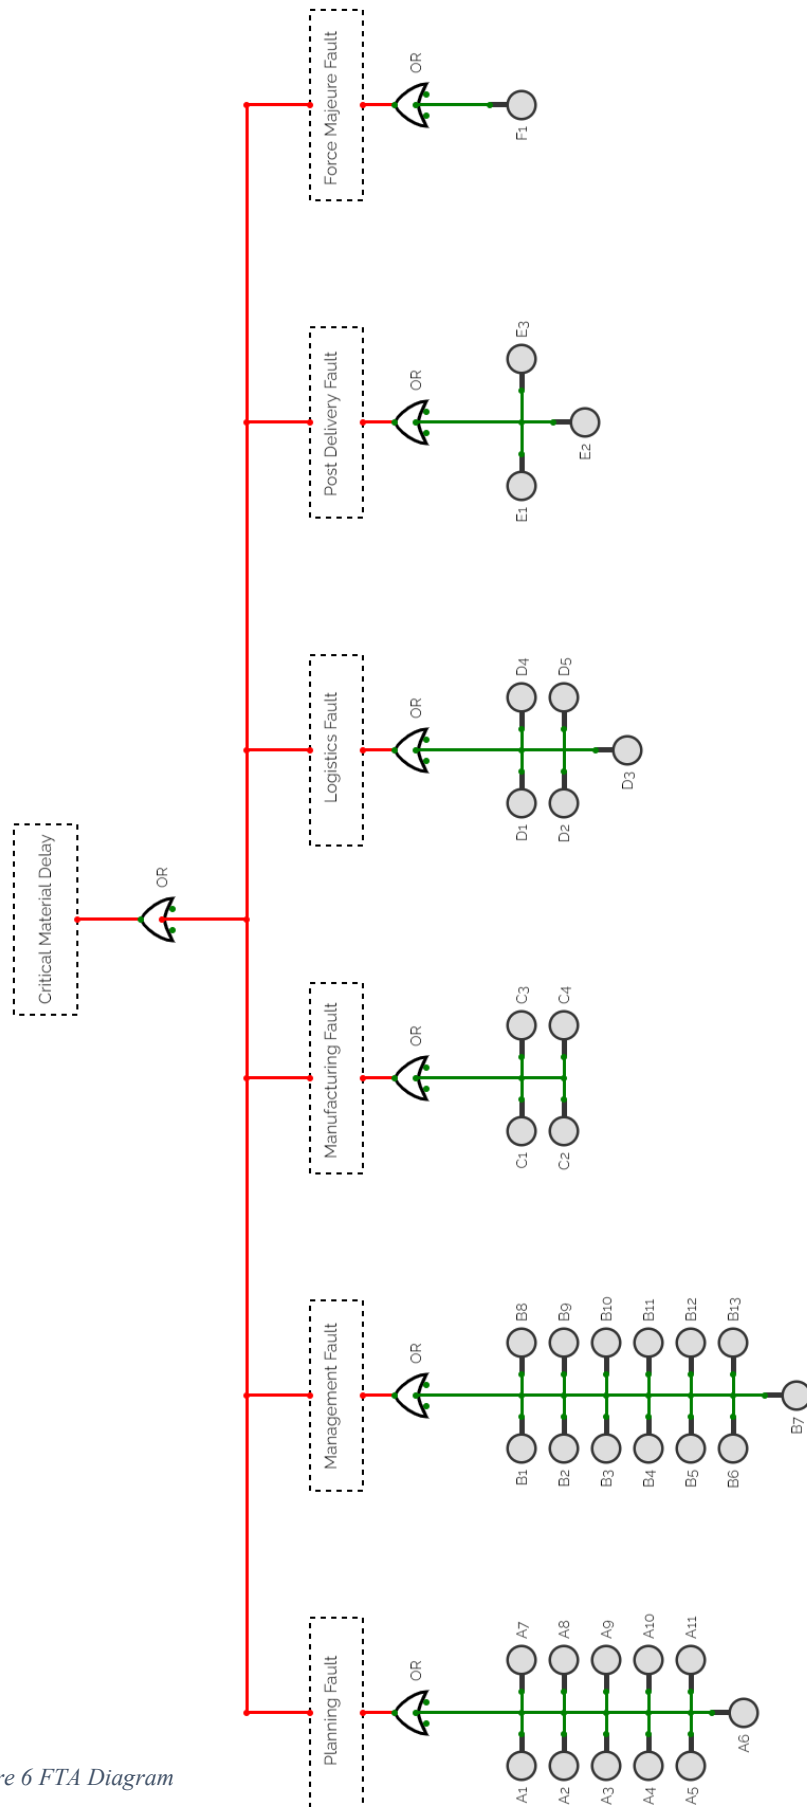 Critical Material Delay
OR
Planning Fault
OR
A1
A2
A3
A4
A5
A6
A7
A8
A9
A10
A11
Management Fault
OR
B1
B2
B3
B4
B5
B6
B7
B8
B9
B10
B11
B12
B13
Manufacturing Fault
OR
C1
C2
C3
C4
Logistics Fault
OR
D1
D2
D3
D4
D5
Post Delivery Fault
OR
E1
E2
E3
Force Majeure Fault
OR
F1
re 6 FTA Diagram